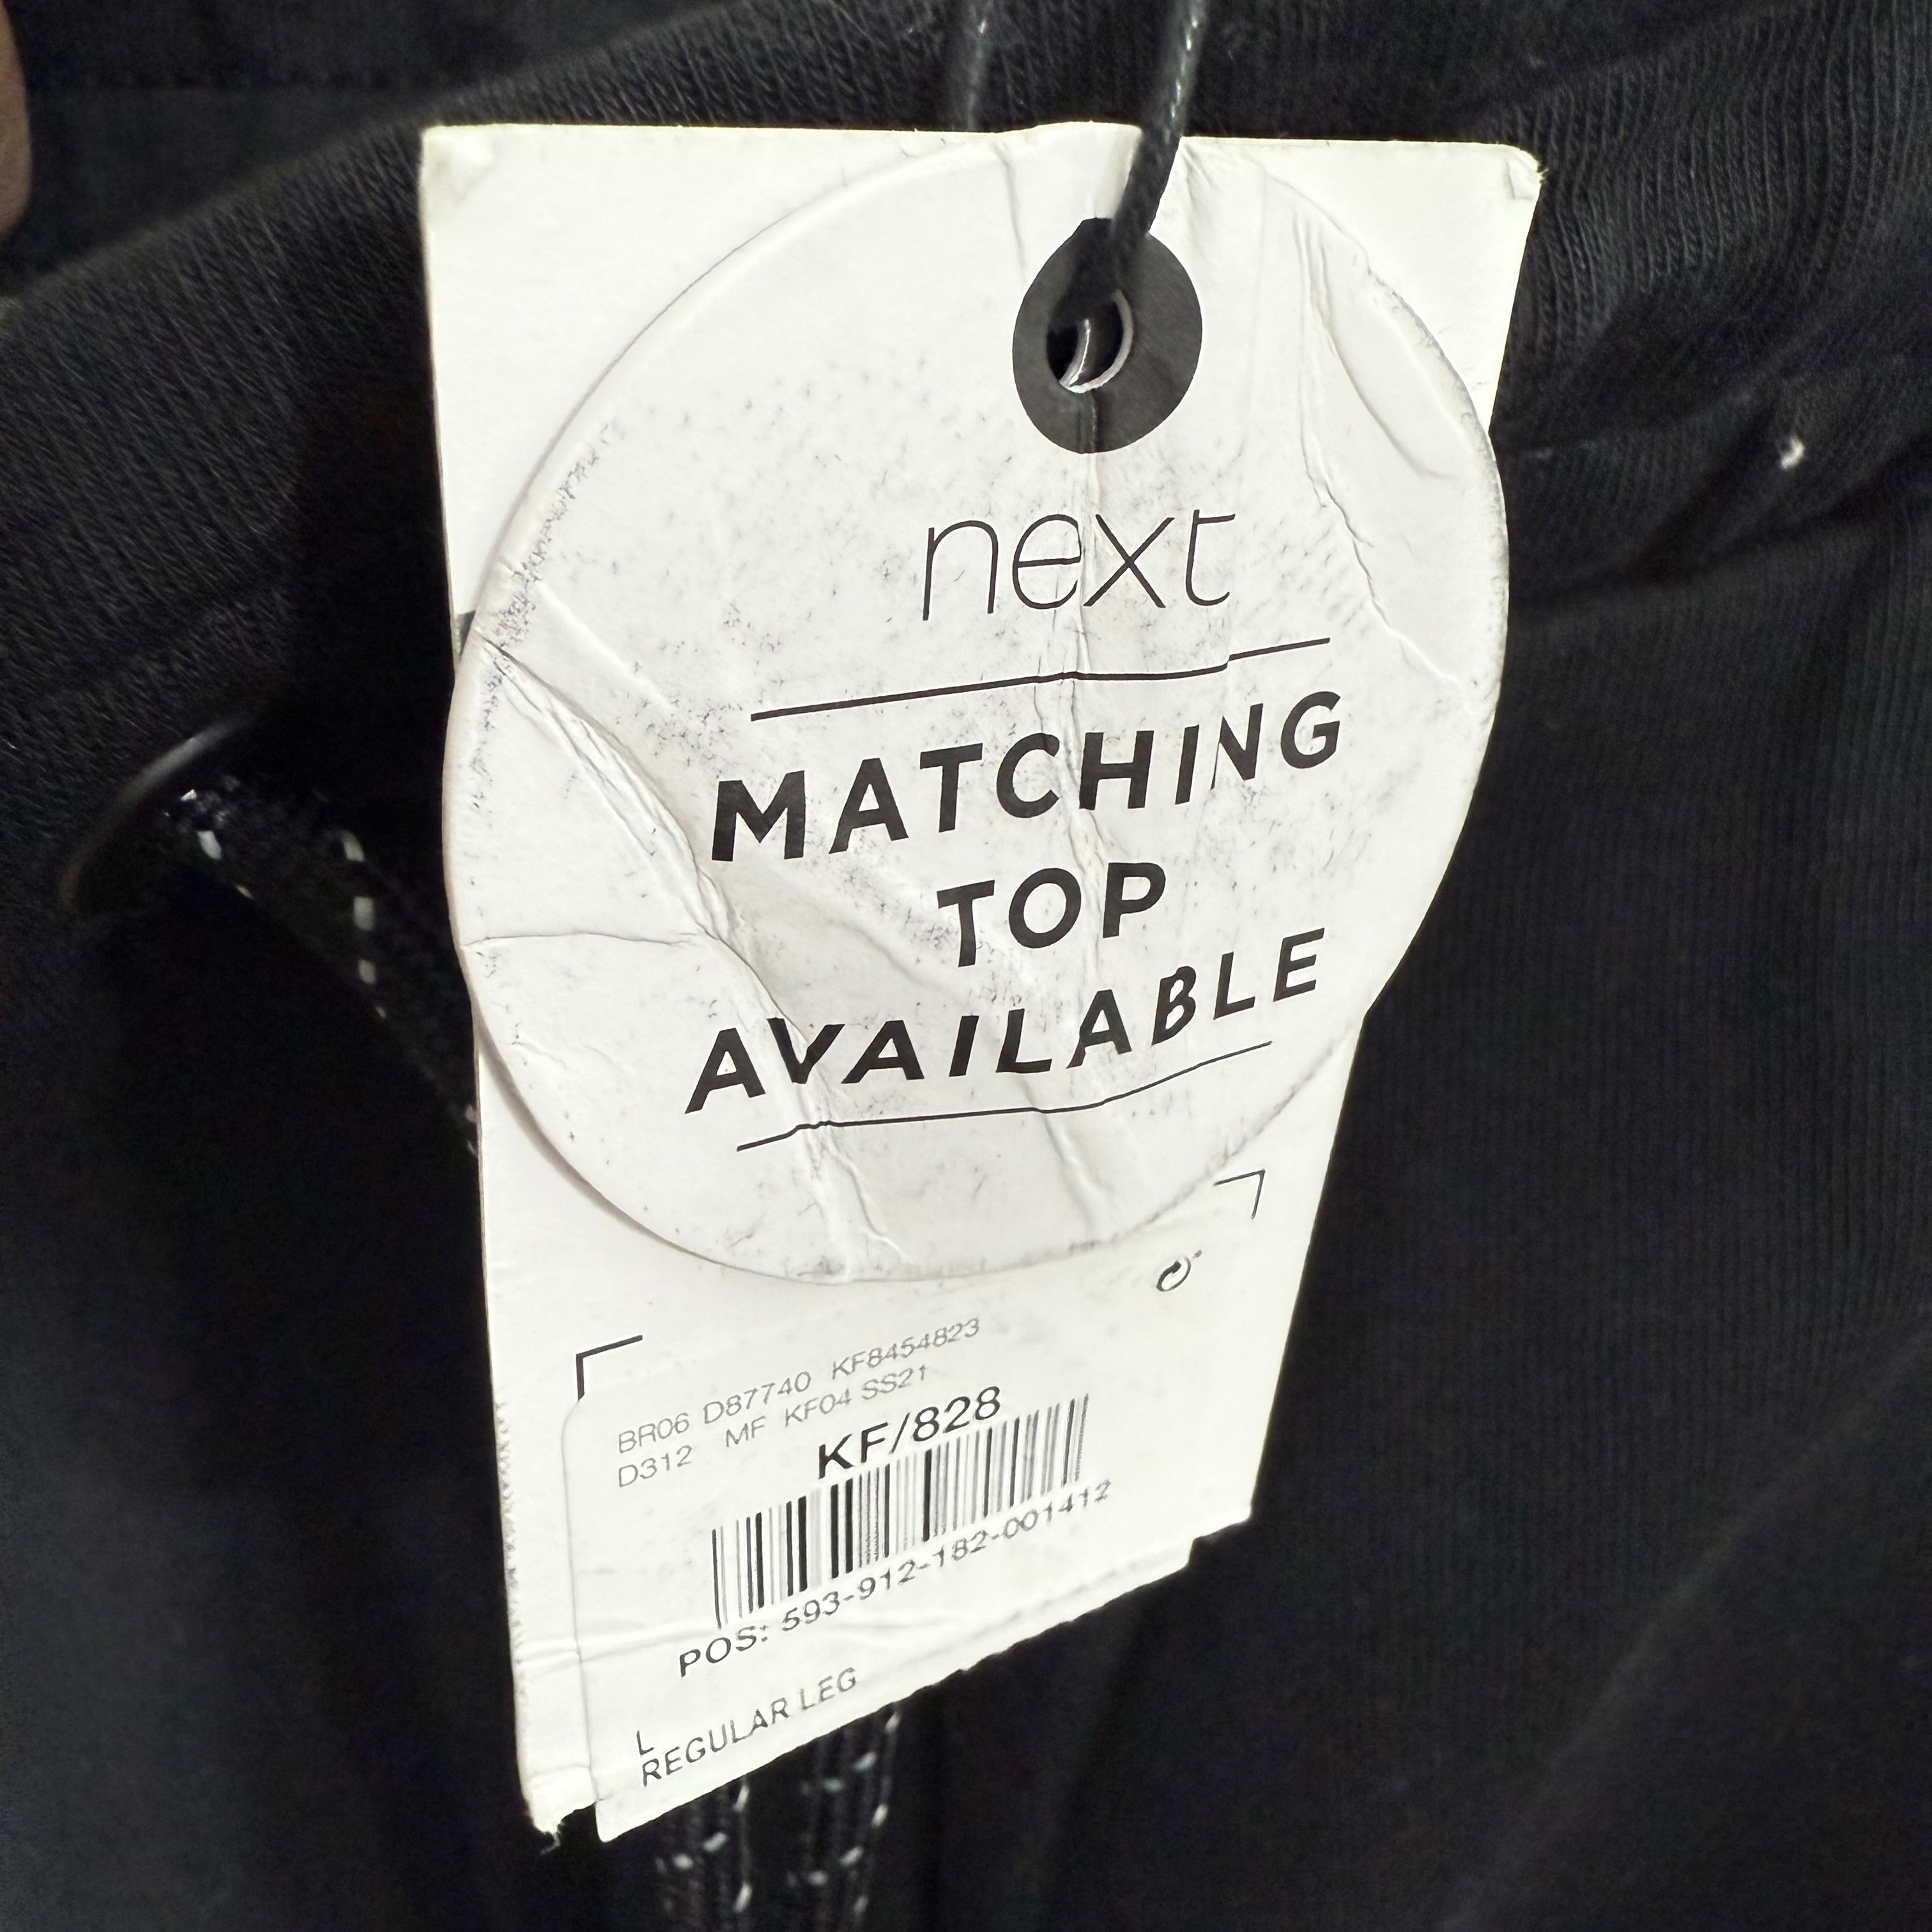 next
MATCHING
TOP
AVAILABLE
BR06 D87740 KF8454823
D312 MF KF04 SS21
KF/828
POS: 593-912-182-001412
L
REGULAR LEG